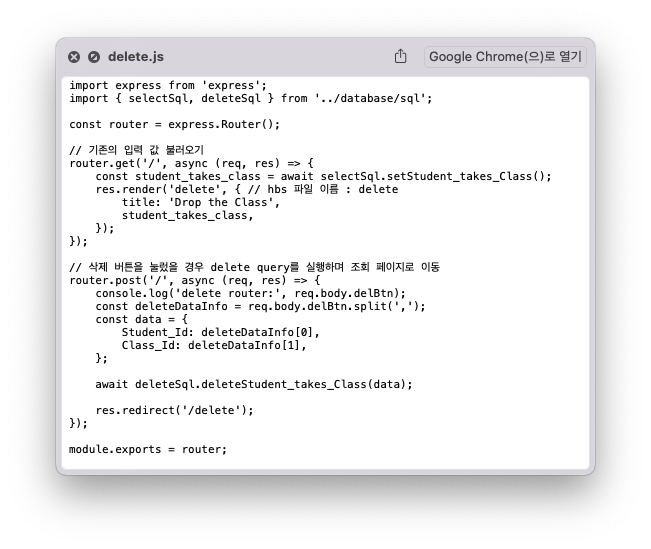 delete.js
Google Chrome(으)로 열기
import express from 'express';
import { selectSql, deleteSql } from '../database/sql';
const router = express.Router();
// 기존의 입력 값 불러오기
router.get('/', async (req, res) => {
    const student_takes_class = await selectSql.setStudent_takes_Class();
    res.render('delete', { // hbs 파일 이름 : delete
        title: 'Drop the Class',
        student_takes_class,
    });
});
// 삭제 버튼을 눌렀을 경우 delete query를 실행하며 조회 페이지로 이동
router.post('/', async (req, res) => {
    console.log('delete router:', req.body.delBtn);
    const deleteDataInfo = req.body.delBtn.split(',');
    const data = {
        Student_Id: deleteDataInfo[0],
        Class_Id: deleteDataInfo[1],
    };
    await deleteSql.deleteStudent_takes_Class(data);
    res.redirect('/delete');
});
module.exports = router;